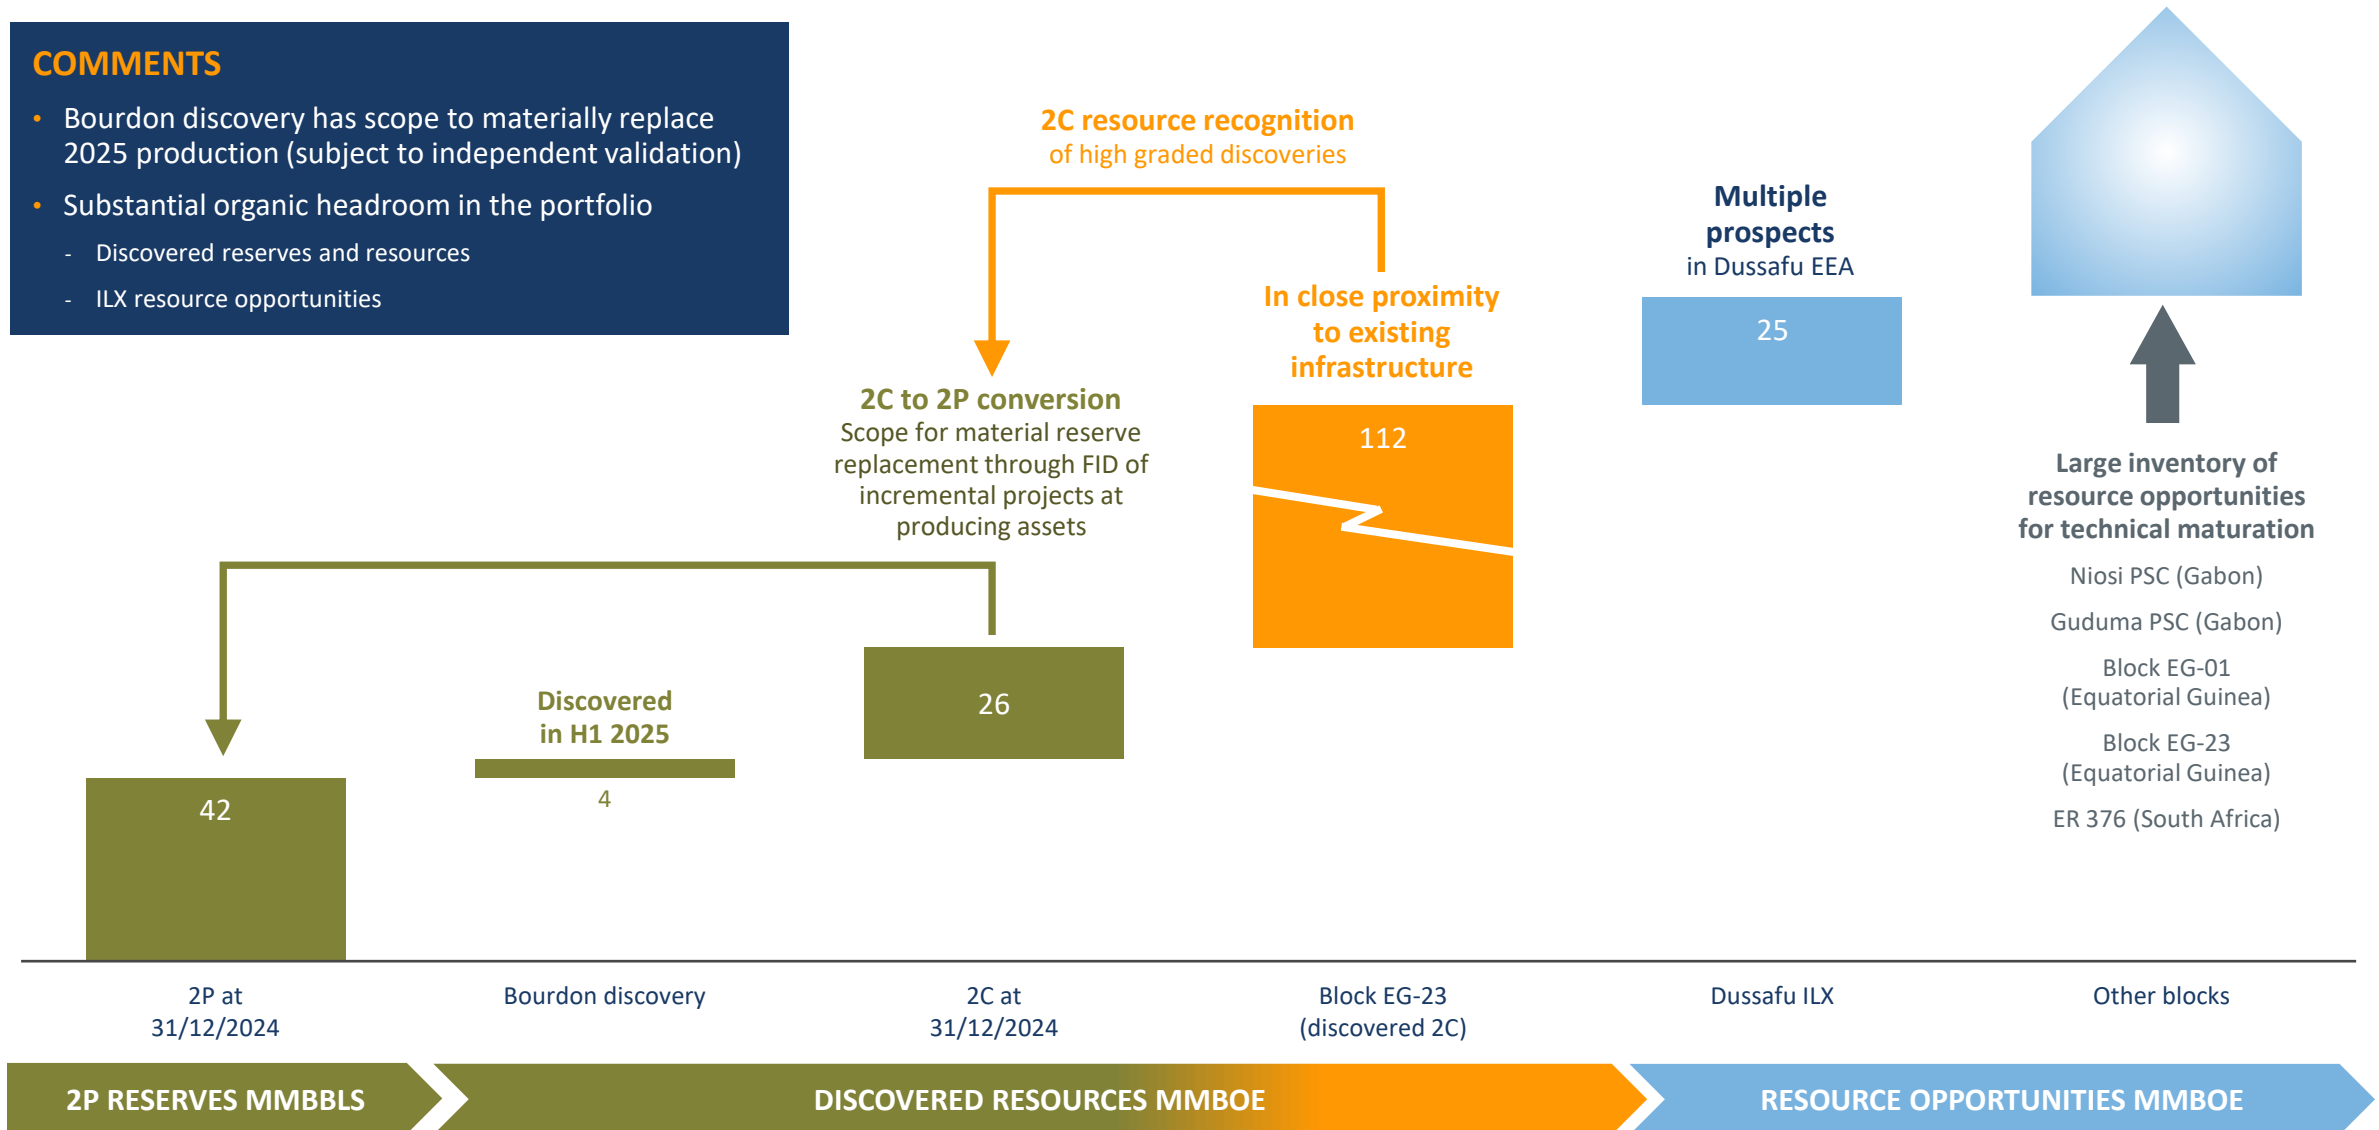 COMMENTS
• Bourdon discovery has scope to materially replace
2025 production (subject to independent validation)
• Substantial organic headroom in the portfolio
- Discovered reserves and resources
- ILX resource opportunities
2C resource recognition
of high graded discoveries
Multiple
prospects
in Dussafu EEA
25
In close proximity
to existing
infrastructure
112
2C to 2P conversion
Scope for material reserve
replacement through FID of
incremental projects at
producing assets
26
Discovered
in H1 2025
4
42
Large inventory of
resource opportunities
for technical maturation
Niosi PSC (Gabon)
Guduma PSC (Gabon)
Block EG-01
(Equatorial Guinea)
Block EG-23
(Equatorial Guinea)
ER 376 (South Africa)
2P at
31/12/2024
Bourdon discovery
2C at
31/12/2024
Block EG-23
(discovered 2C)
Dussafu ILX
Other blocks
2P RESERVES MMBBLS
DISCOVERED RESOURCES MMBOE
RESOURCE OPPORTUNITIES MMBOE